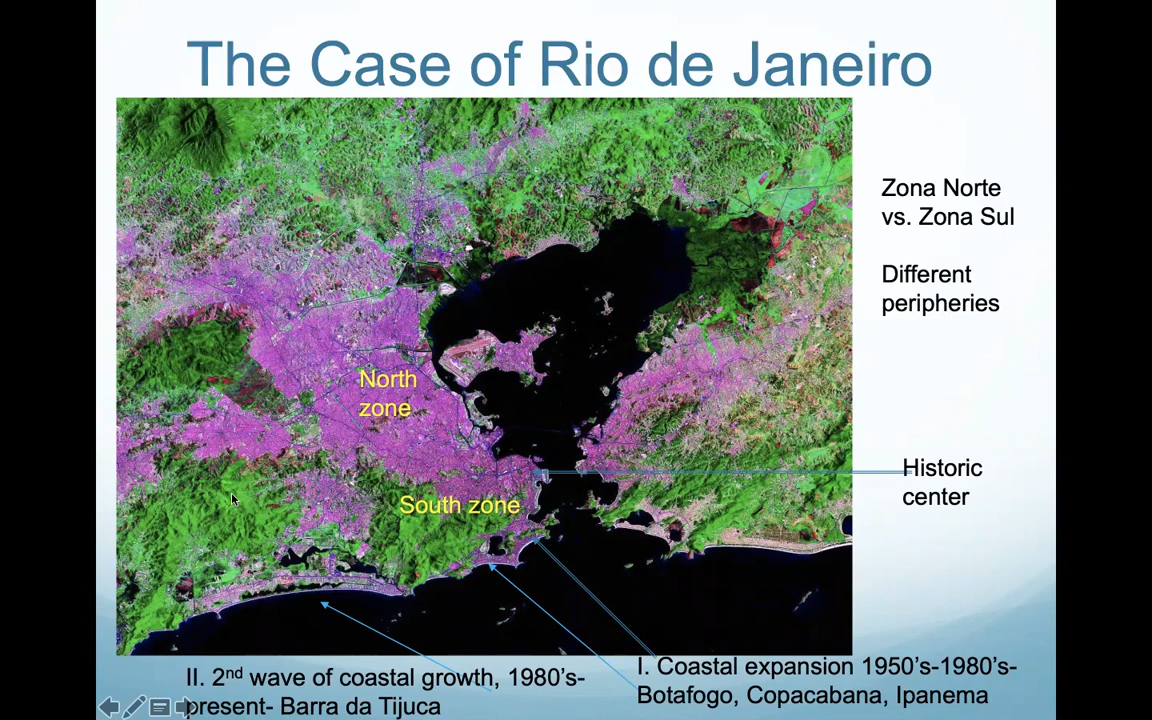 The Case of Rio de Janeiro
Zona Norte
vs. Zona Sul
Different
peripheries
North
zone
Historic
center
South zone
I. Coastal expansion 1950's-1980's-
Botafogo, Copacabana, Ipanema
II. 2nd wave of coastal growth, 1980's-
present- Barra da Tijuca